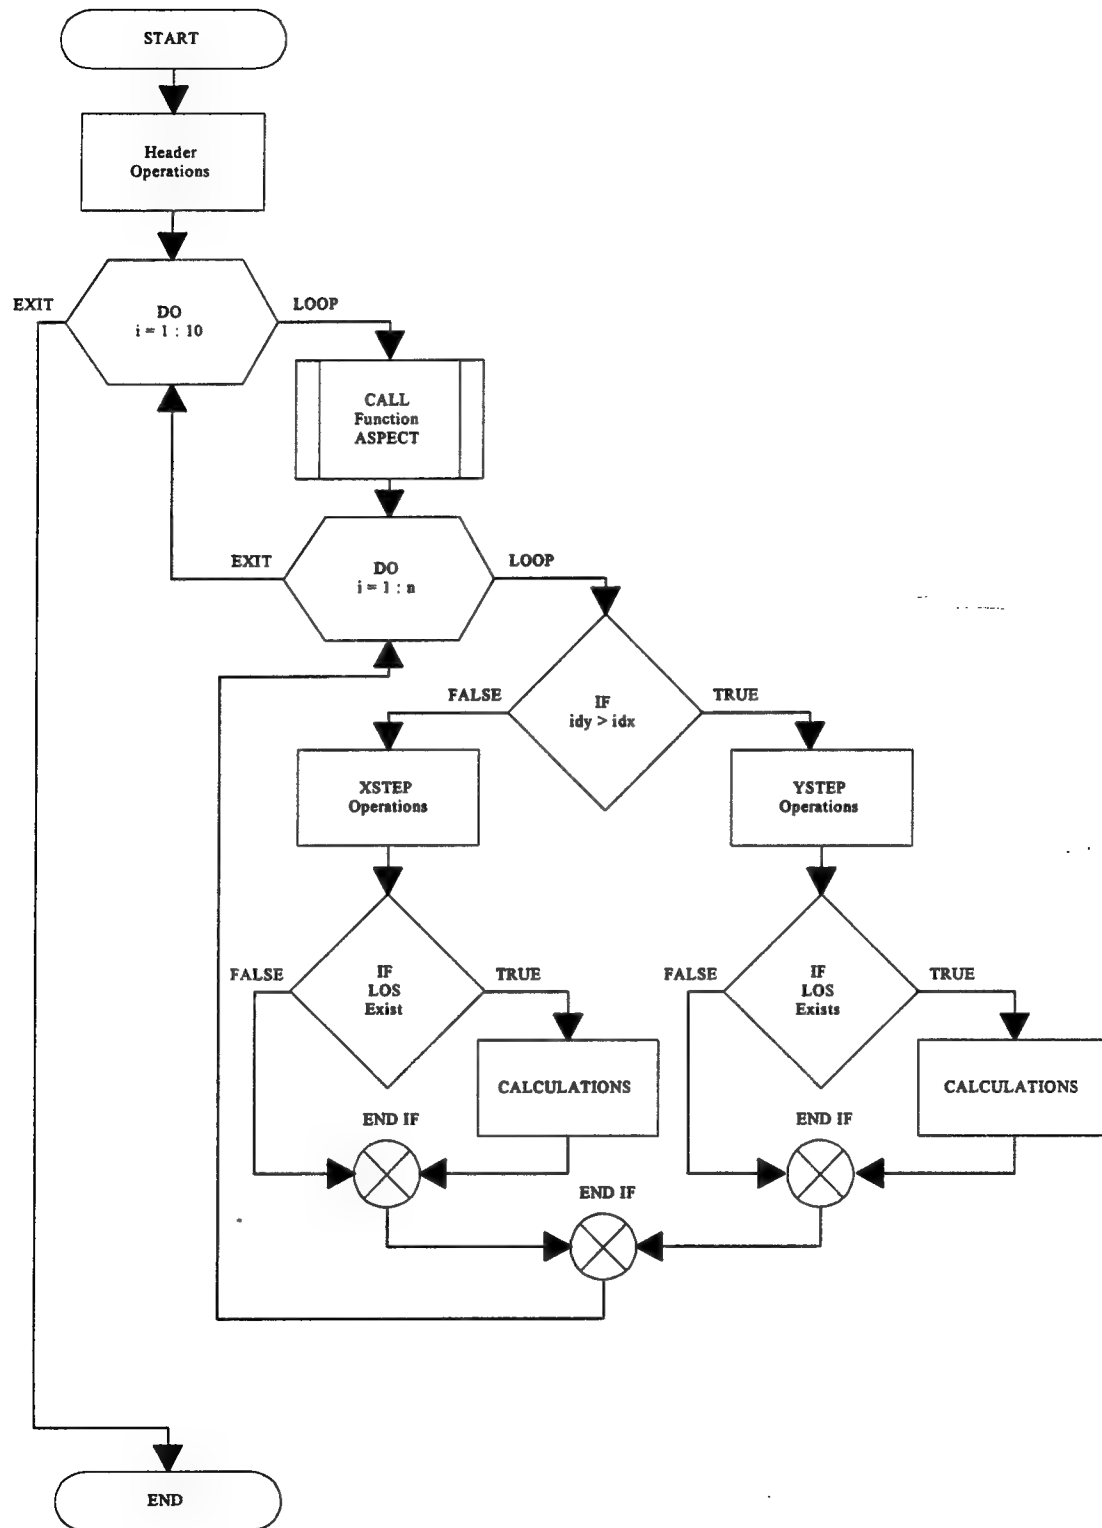 START
Header
Operations
EXIT
DO
i = 1 : 10
LOOP
CALL
Function
ASPECT
EXIT
DO
i = 1 : n
LOOP
FALSE
IF
idy > idx
TRUE
XSTEP
Operations
YSTEP
Operations
FALSE
IF
LOS
Exist
TRUE
FALSE
IF
LOS
Exists
TRUE
CALCULATIONS
CALCULATIONS
END IF
END IF
END IF
END